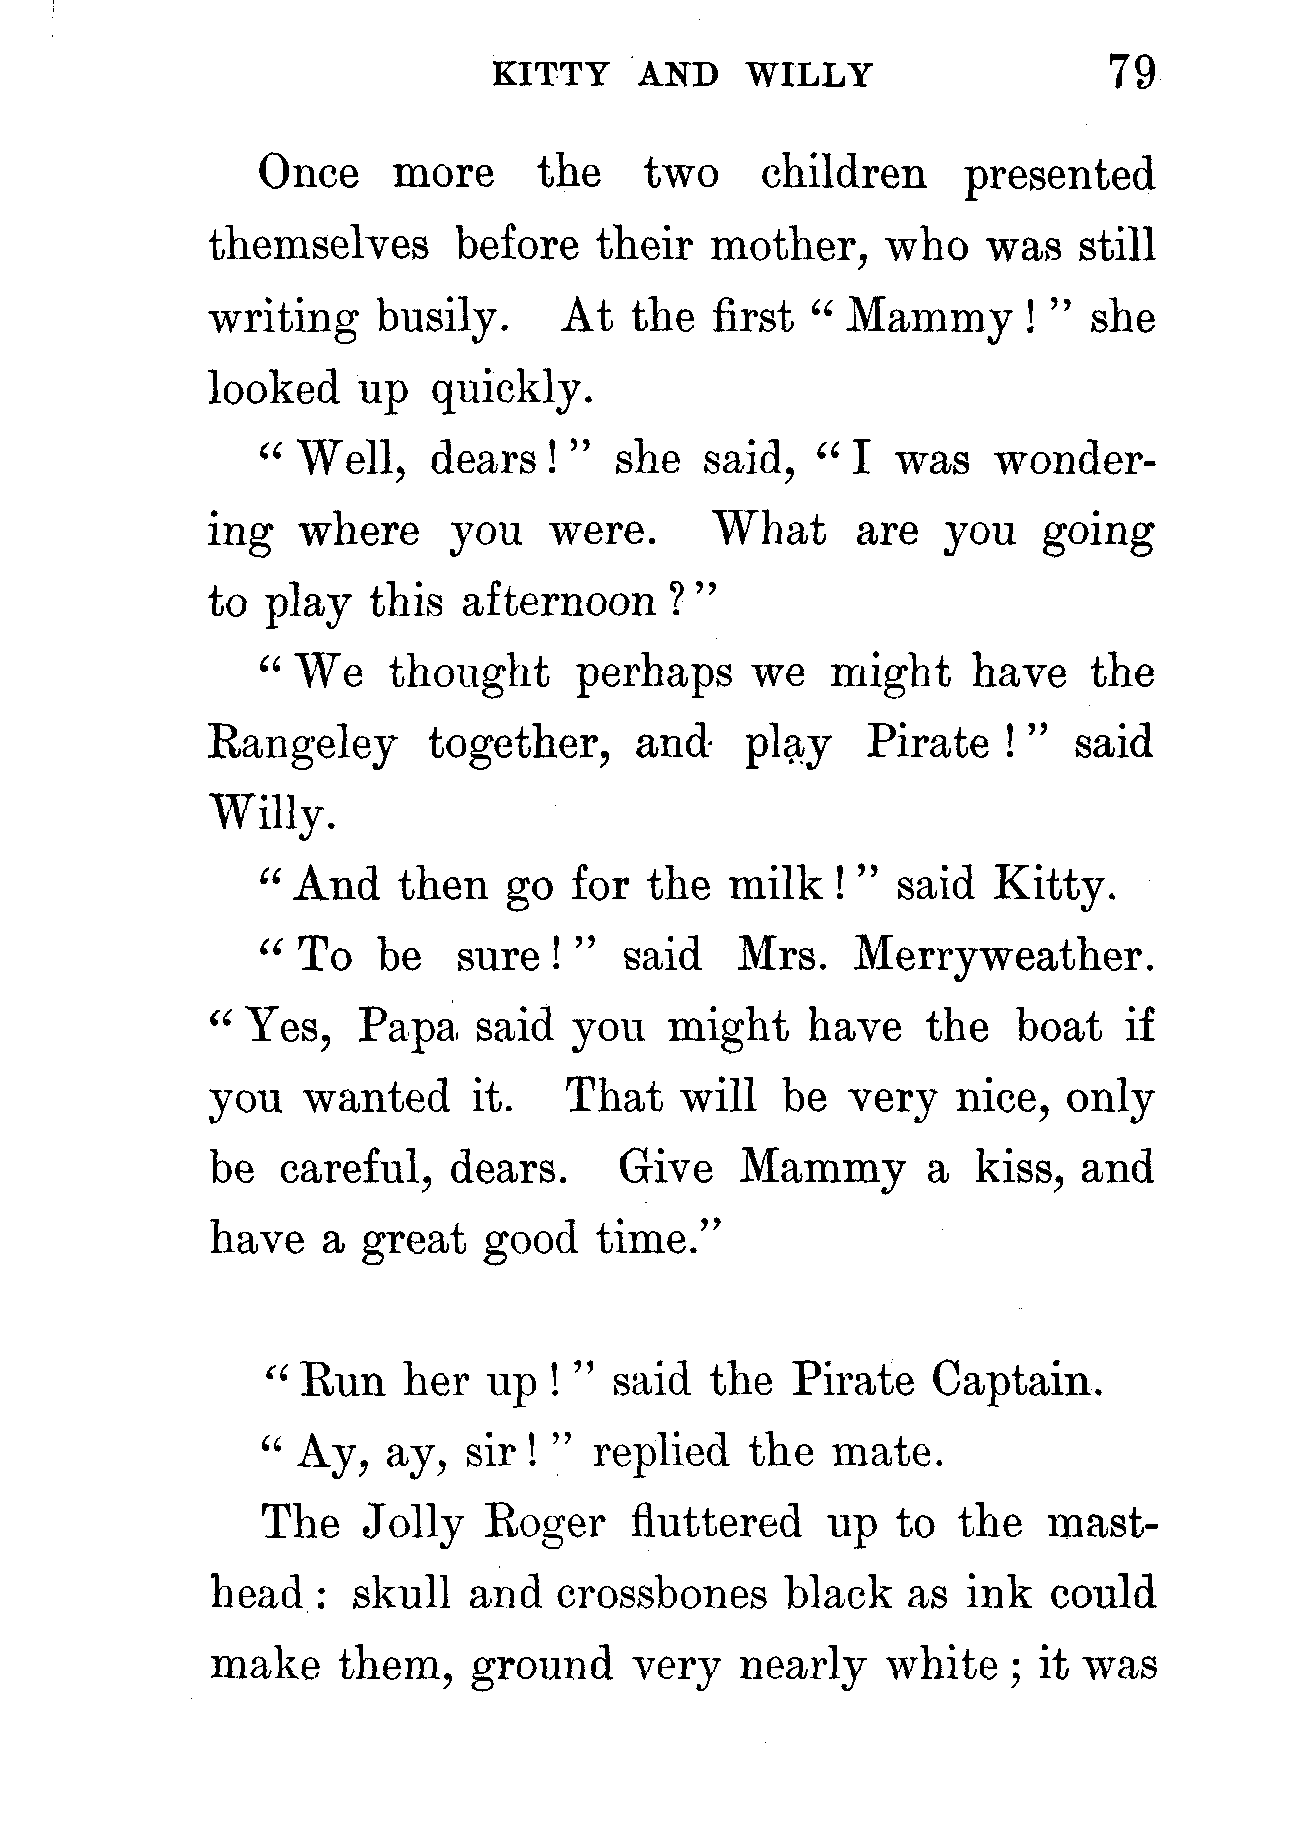 KITTY AND WILLY 79
Once more the two children presented
themselves before their mother, who was still
writing busily. At the first “Mammy!” she
looked up quickly.
“Well, dears!” she said, “I was wonder-
ing where you were. What are you going
to play this afternoon?”
“We thought perhaps we might have the
Rangeley together, and play Pirate!” said
Willy.
“And then go for the milk!” said Kitty.
“To be sure!” said Mrs. Merryweather.
“Yes, Papa said you might have the boat if
you wanted it. That will be very nice, only
be careful, dears. Give Mammy a kiss, and
have a great good time.”
“Run her up!” said the Pirate Captain.
“Ay, ay, sir!” replied the mate.
The Jolly Roger fluttered up to the mast-
head: skull and crossbones black as ink could
make them, ground very nearly white; it was